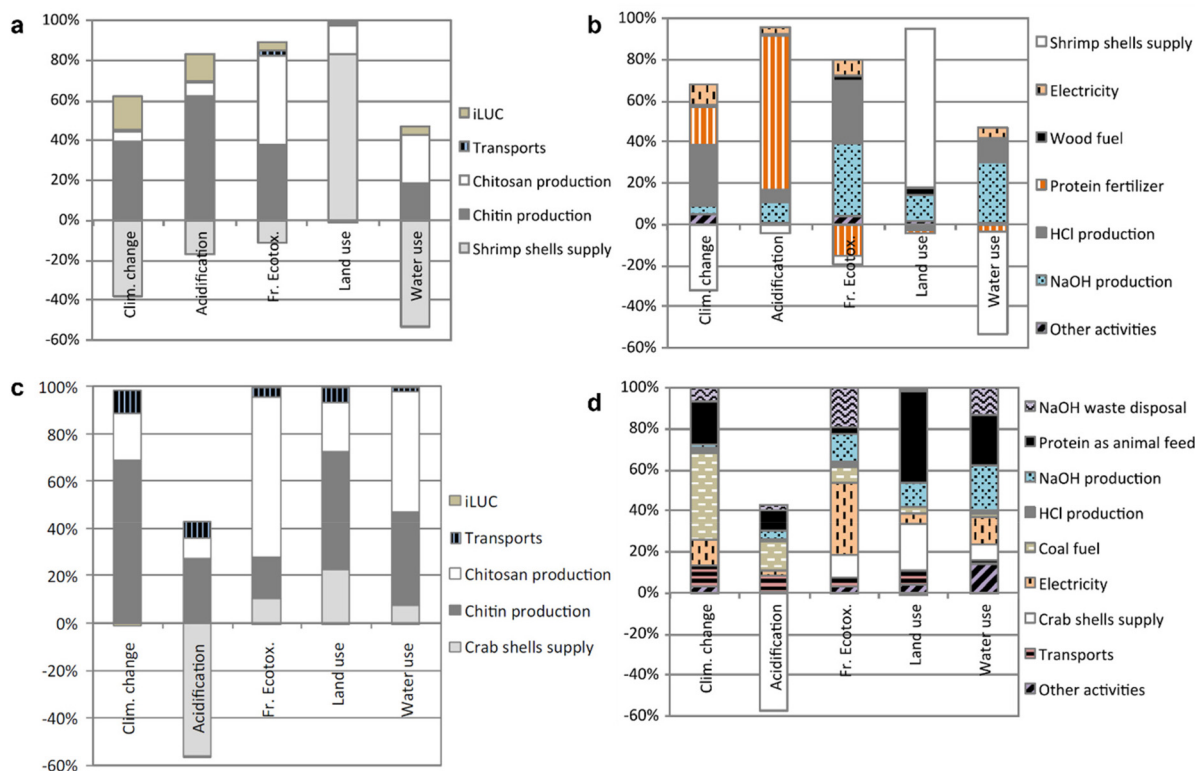 a
100%
80%
60%
40%
20%
0%
-20%
-40%
-60%
Clim. change
Acidification
Fr. Ecotox.
Land use
Water use
iLUC
Transports
Chitosan production
Chitin production
Shrimp shells supply
b
100%
80%
60%
40%
20%
0%
-20%
-40%
-60%
Clim. change
Acidification
Fr. Ecotox.
Land use
Water use
Shrimp shells supply
Electricity
Wood fuel
Protein fertilizer
HCl production
NaOH production
Other activities
c
100%
80%
60%
40%
20%
0%
-20%
-40%
-60%
Clim. change
Acidification
Fr. Ecotox.
Land use
Water use
iLUC
Transports
Chitosan production
Chitin production
Crab shells supply
d
100%
80%
60%
40%
20%
0%
-20%
-40%
-60%
Clim. change
Acidification
Fr. Ecotox.
Land use
Water use
NaOH waste disposal
Protein as animal feed
NaOH production
HCl production
Coal fuel
Electricity
Crab shells supply
Transports
Other activities